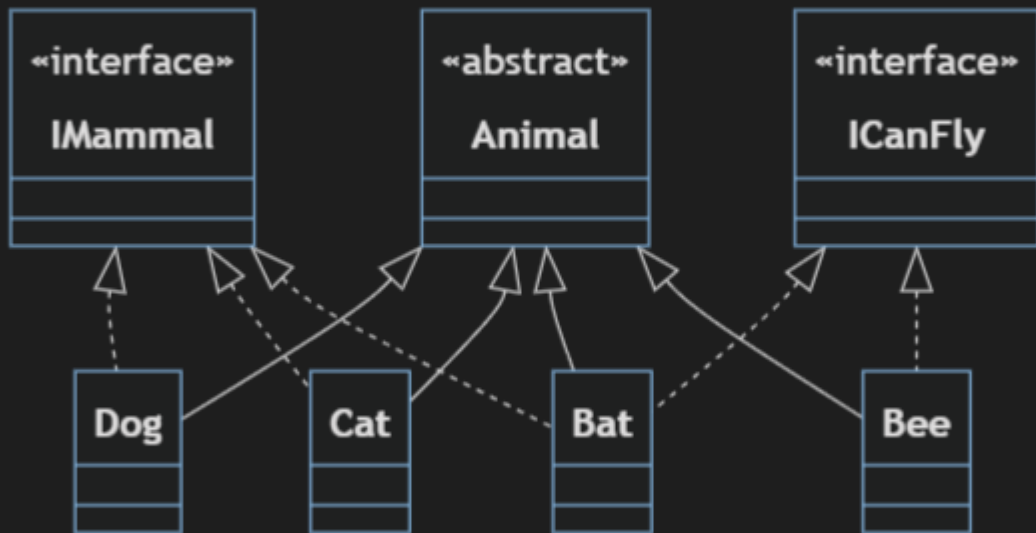 «interface»
IMammal
«abstract»
Animal
«interface»
ICanFly
Dog
Cat
Bat
Bee